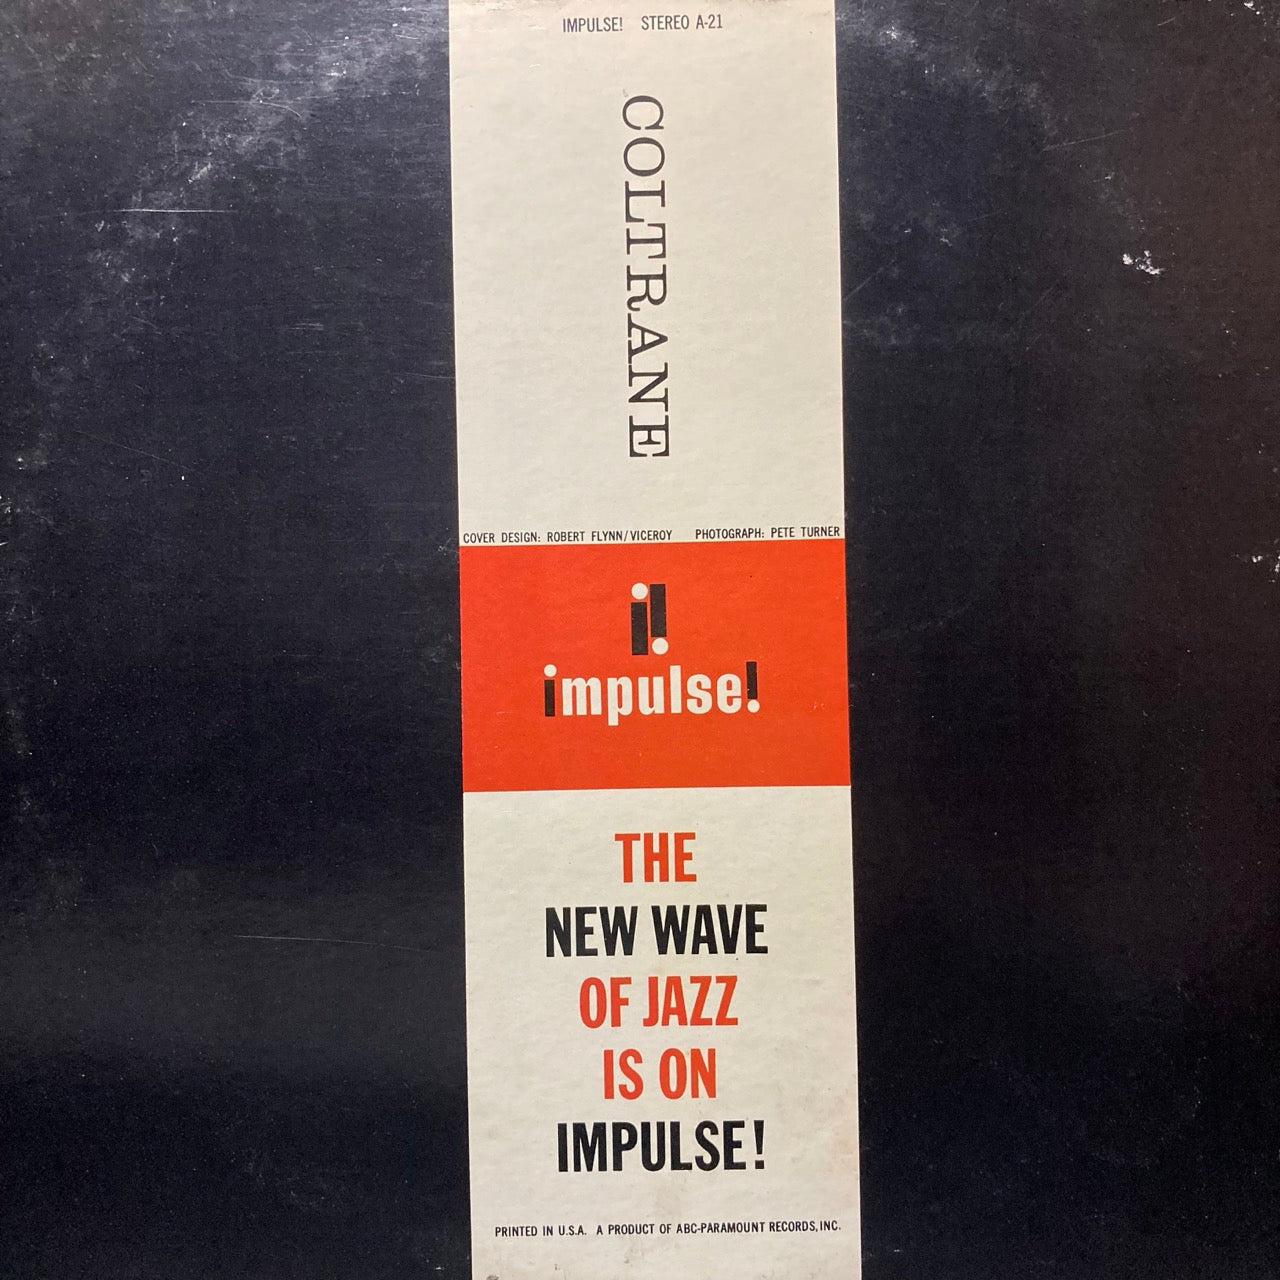 IMPULSE! STEREO A-21
COLTRANE
COVER DESIGN: ROBERT FLYNN/VICEROY PHOTOGRAPH: PETE TURNER
i!
impulse!
THE
NEW WAVE
OF JAZZ
IS ON
IMPULSE!
PRINTED IN U.S.A. A PRODUCT OF ABC-PARAMOUNT RECORDS, INC.